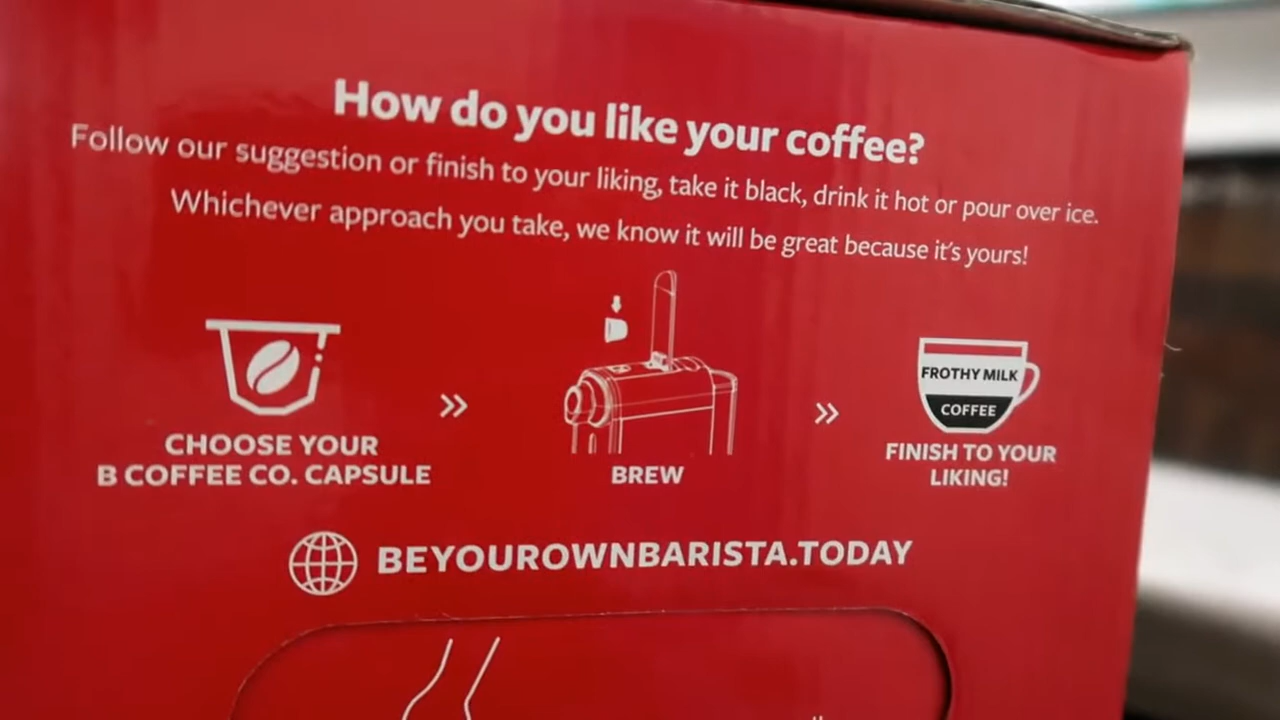 How do you like your coffee?
Follow our suggestion or finish to your liking, take it black, drink it hot or pour over ice.
Whichever approach you take, we know it will be great because it's yours!
FROTHY MILK
COFFEE
CHOOSE YOUR
B COFFEE CO. CAPSULE
BREW
FINISH TO YOUR
LIKING!
BEYOUROWNBARISTA.TODAY